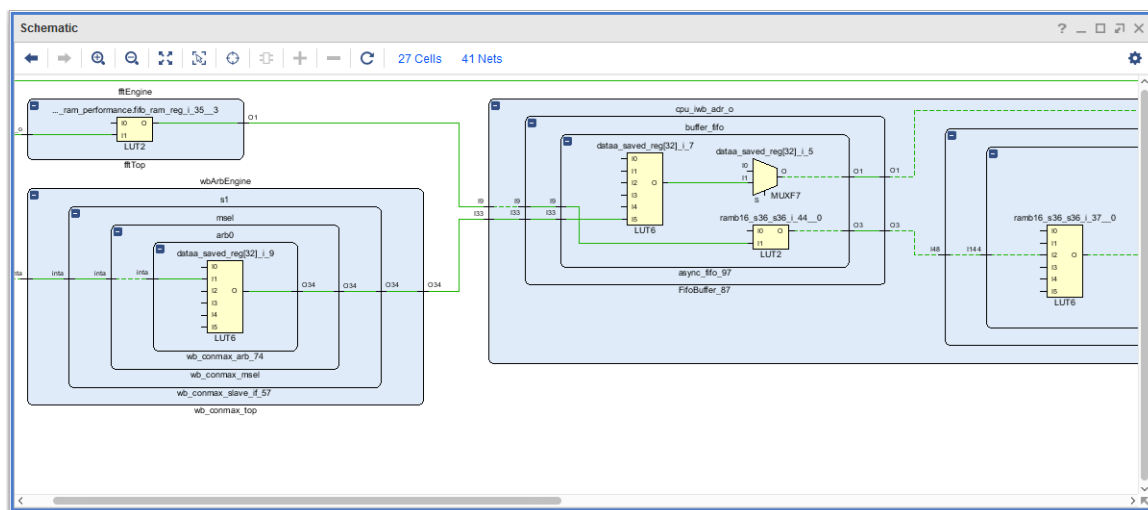 Schematic
27 Cells 41 Nets
fftEngine
..._ram_performance.fifo_ram_reg_i_35__3
I0 O
I1
LUT2
fftTop
O1
wbArbEngine
s1
msel
arb0
dataa_saved_reg[32]_i_9
I0
I1
I2 O
I3
I4
I5
LUT6
inta inta inta inta
O34 O34 O34 O34
wb_conmax_arb_74
wb_conmax_msel
wb_conmax_slave_if_57
wb_conmax_top
cpu_iwb_adr_o
buffer_fifo
dataa_saved_reg[32]_i_7
I0
I1
I2 O
I3
I4
I5
LUT6
dataa_saved_reg[32]_i_5
I0
I1 O
S
MUXF7
O1 O1
I9 I9 I9
I33 I33 I33
ramb16_s36_s36_i_44__0
I0 O
I1
LUT2
O3 O3
async_fifo_97
FifoBuffer_87
I48 I144
ramb16_s36_s36_i_37__0
I0
I1
I2 O
I3
I4
I5
LUT6